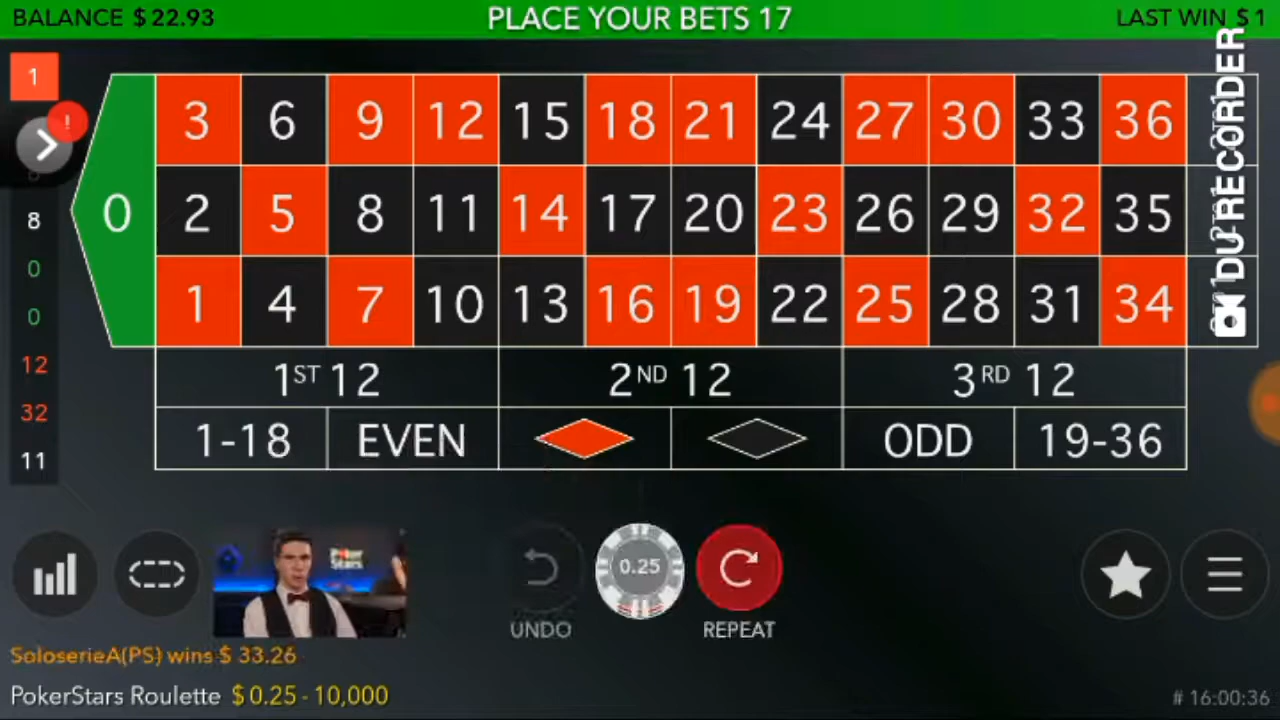 BALANCE $ 22.93
PLACE YOUR BETS 17
LAST WIN $ 1
1
!
8
0
0
12
32
11
0
3 6 9 12 15 18 21 24 27 30 33 36
2 5 8 11 14 17 20 23 26 29 32 35
1 4 7 10 13 16 19 22 25 28 31 34
DU RECORDER
1ST 12 2ND 12 3RD 12
1-18 EVEN ODD 19-36
Poker Stars
0.25
UNDO
REPEAT
SoloserieA(PS) wins $ 33.26
PokerStars Roulette $ 0.25 - 10,000
# 16:00:36